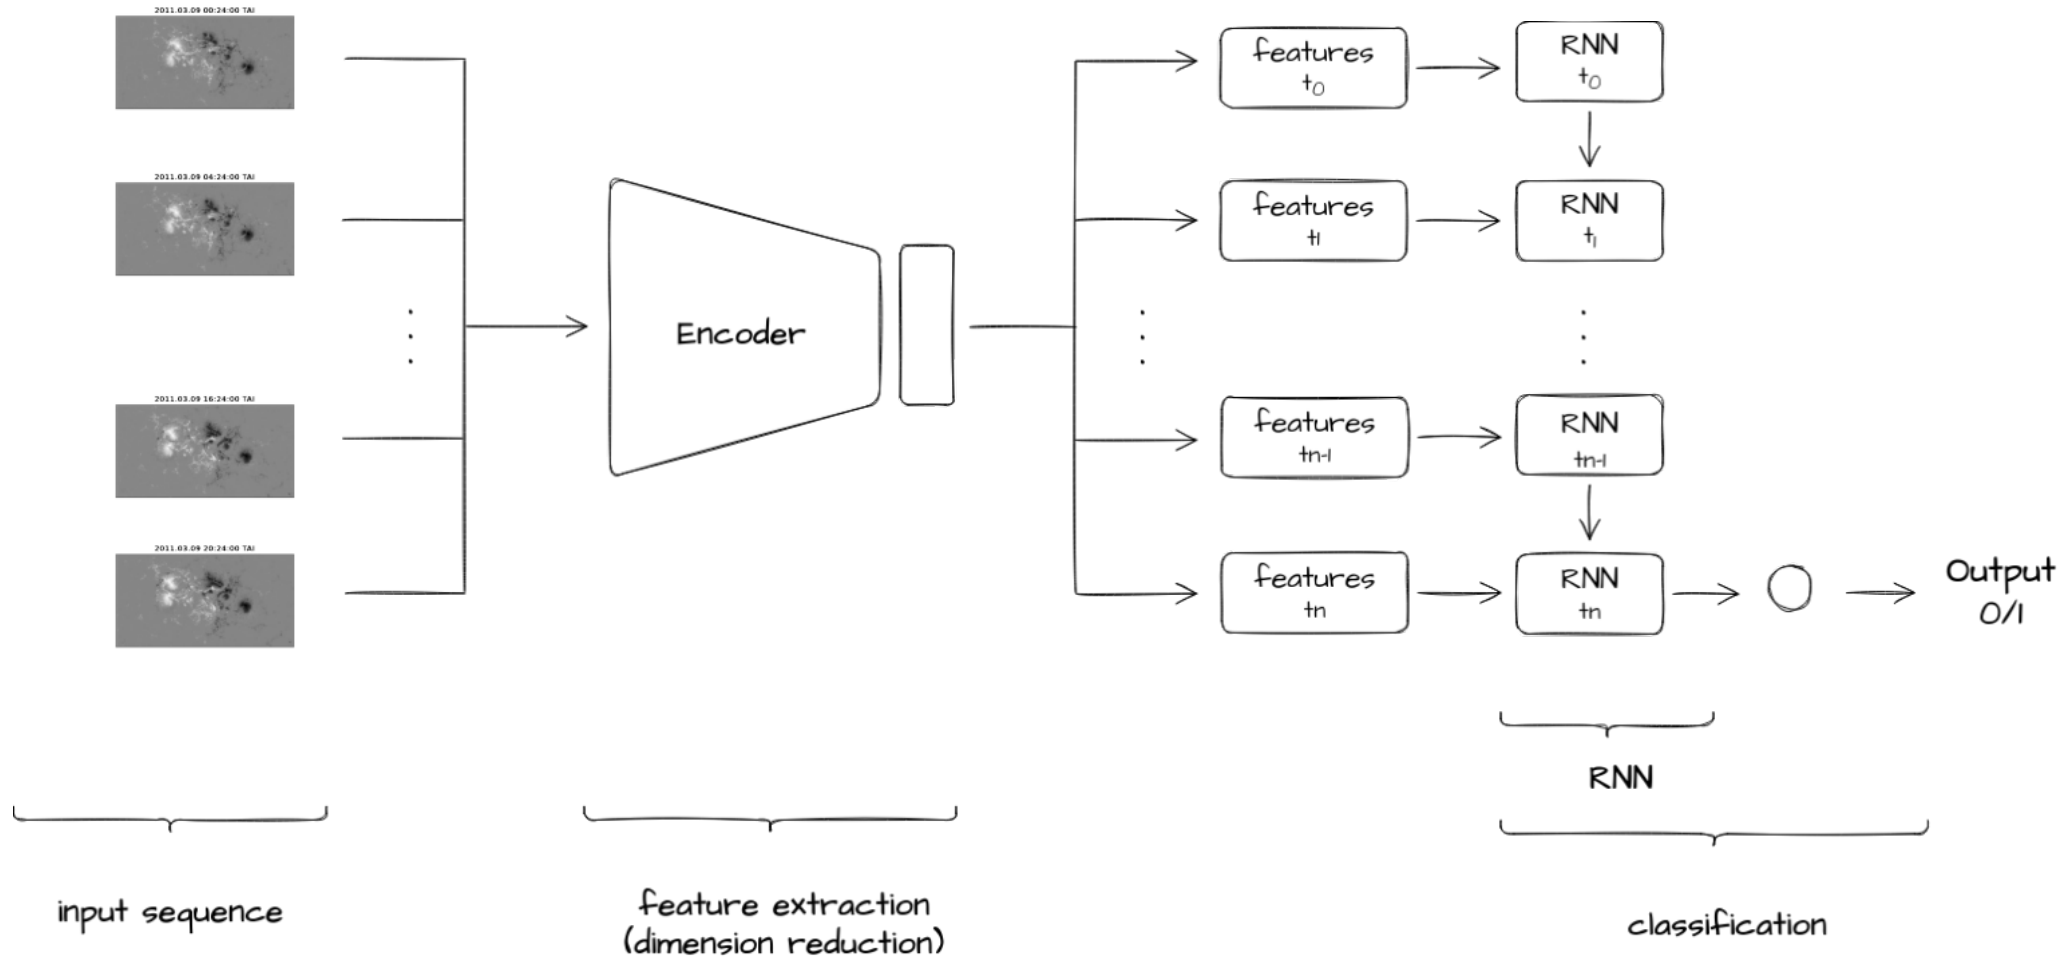 2011.03.09 00:24:00 TAI
2011.03.09 04:24:00 TAI
2011.03.09 16:24:00 TAI
2011.03.09 20:24:00 TAI
Encoder
features
t0
RNN
t0
features
t1
RNN
t1
features
tn-1
RNN
tn-1
features
tn
RNN
tn
Output
0/1
RNN
input sequence
feature extraction
(dimension reduction)
classification